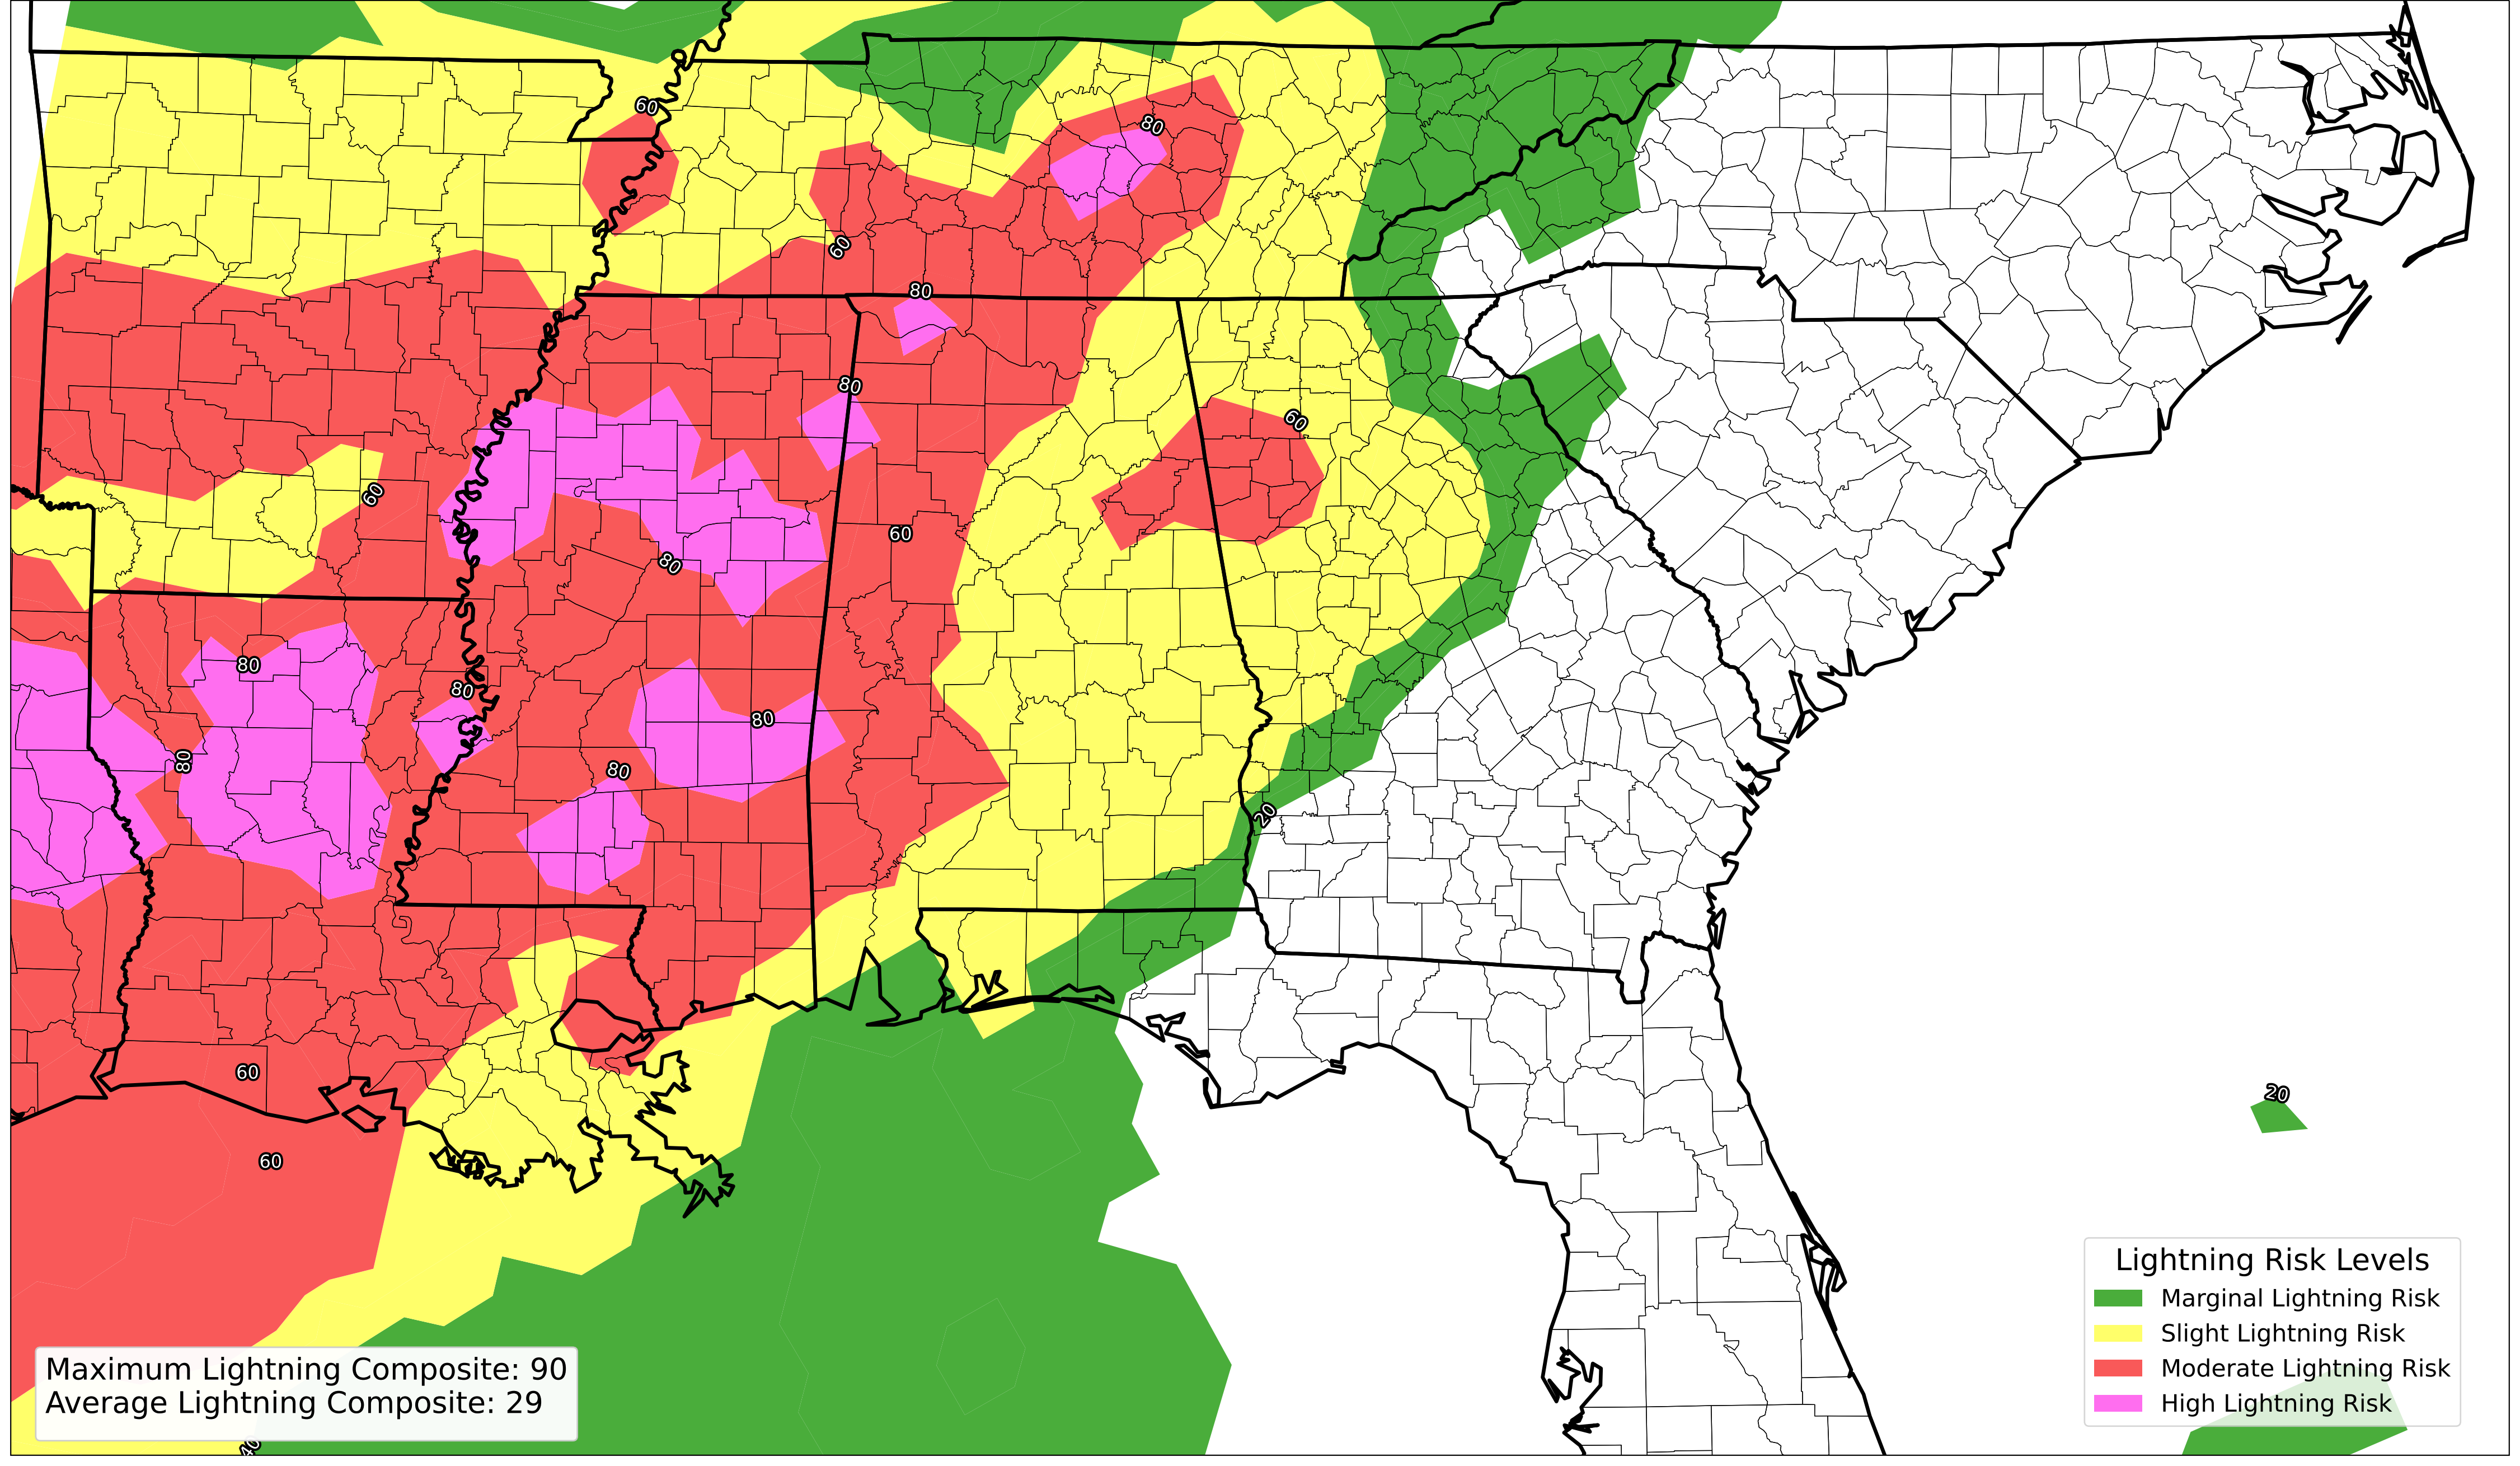 60
80
60
80
80
60
60
60
80
80
80
80
80
80
20
60
20
60
Lightning Risk Levels
Marginal Lightning Risk
Slight Lightning Risk
Moderate Lightning Risk
High Lightning Risk
Maximum Lightning Composite: 90
Average Lightning Composite: 29
40